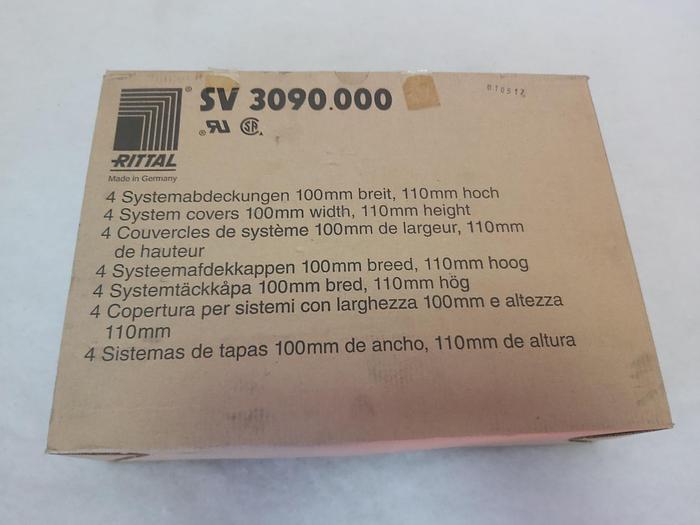 SV 3090.000
010512
RITTAL
Made in Germany
4 Systemabdeckungen 100mm breit, 110mm hoch
4 System covers 100mm width, 110mm height
4 Couvercles de système 100mm de largeur, 110mm
de hauteur
4 Systeemafdekkappen 100mm breed, 110mm hoog
4 Systemtäckkåpa 100mm bred, 110mm hög
4 Copertura per sistemi con larghezza 100mm e altezza
110mm
4 Sistemas de tapas 100mm de ancho, 110mm de altura